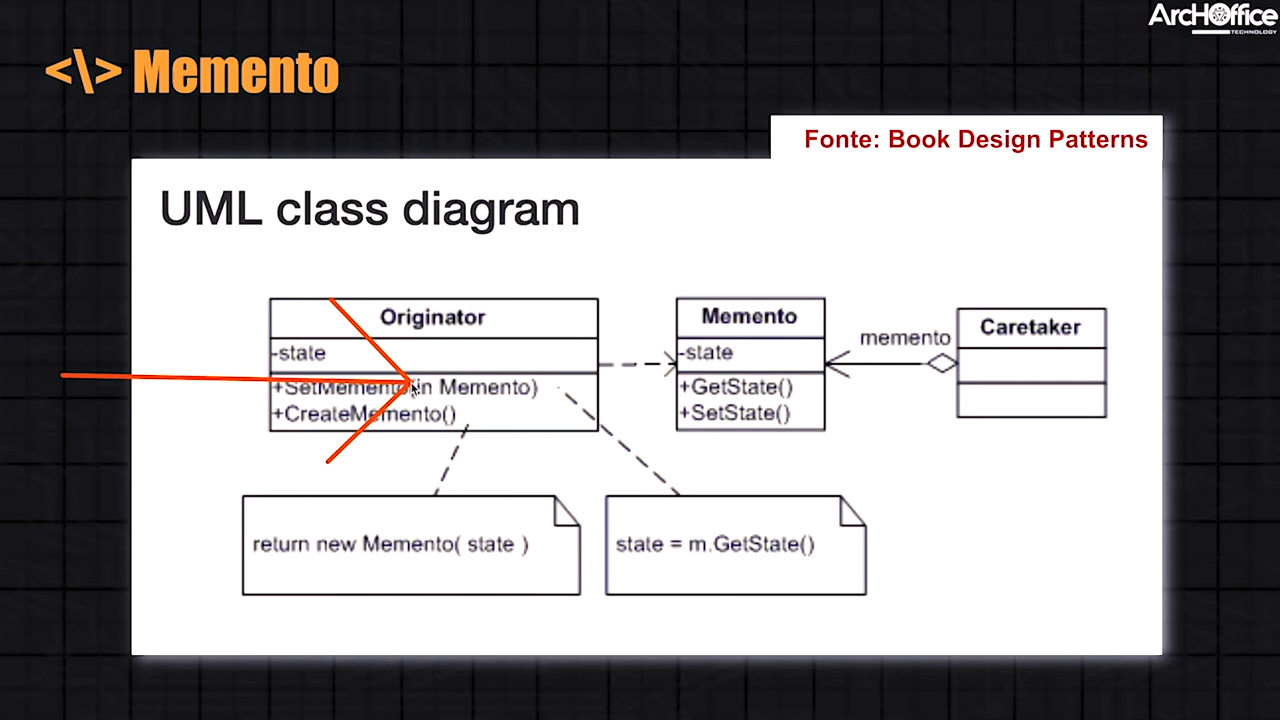 ArcHOffice
TECHNOLOGY
<\> Memento
Fonte: Book Design Patterns
UML class diagram
Originator
-state
+SetMemento(in Memento)
+CreateMemento()
Memento
-state
+GetState()
+SetState()
memento
Caretaker
return new Memento( state )
state = m.GetState()